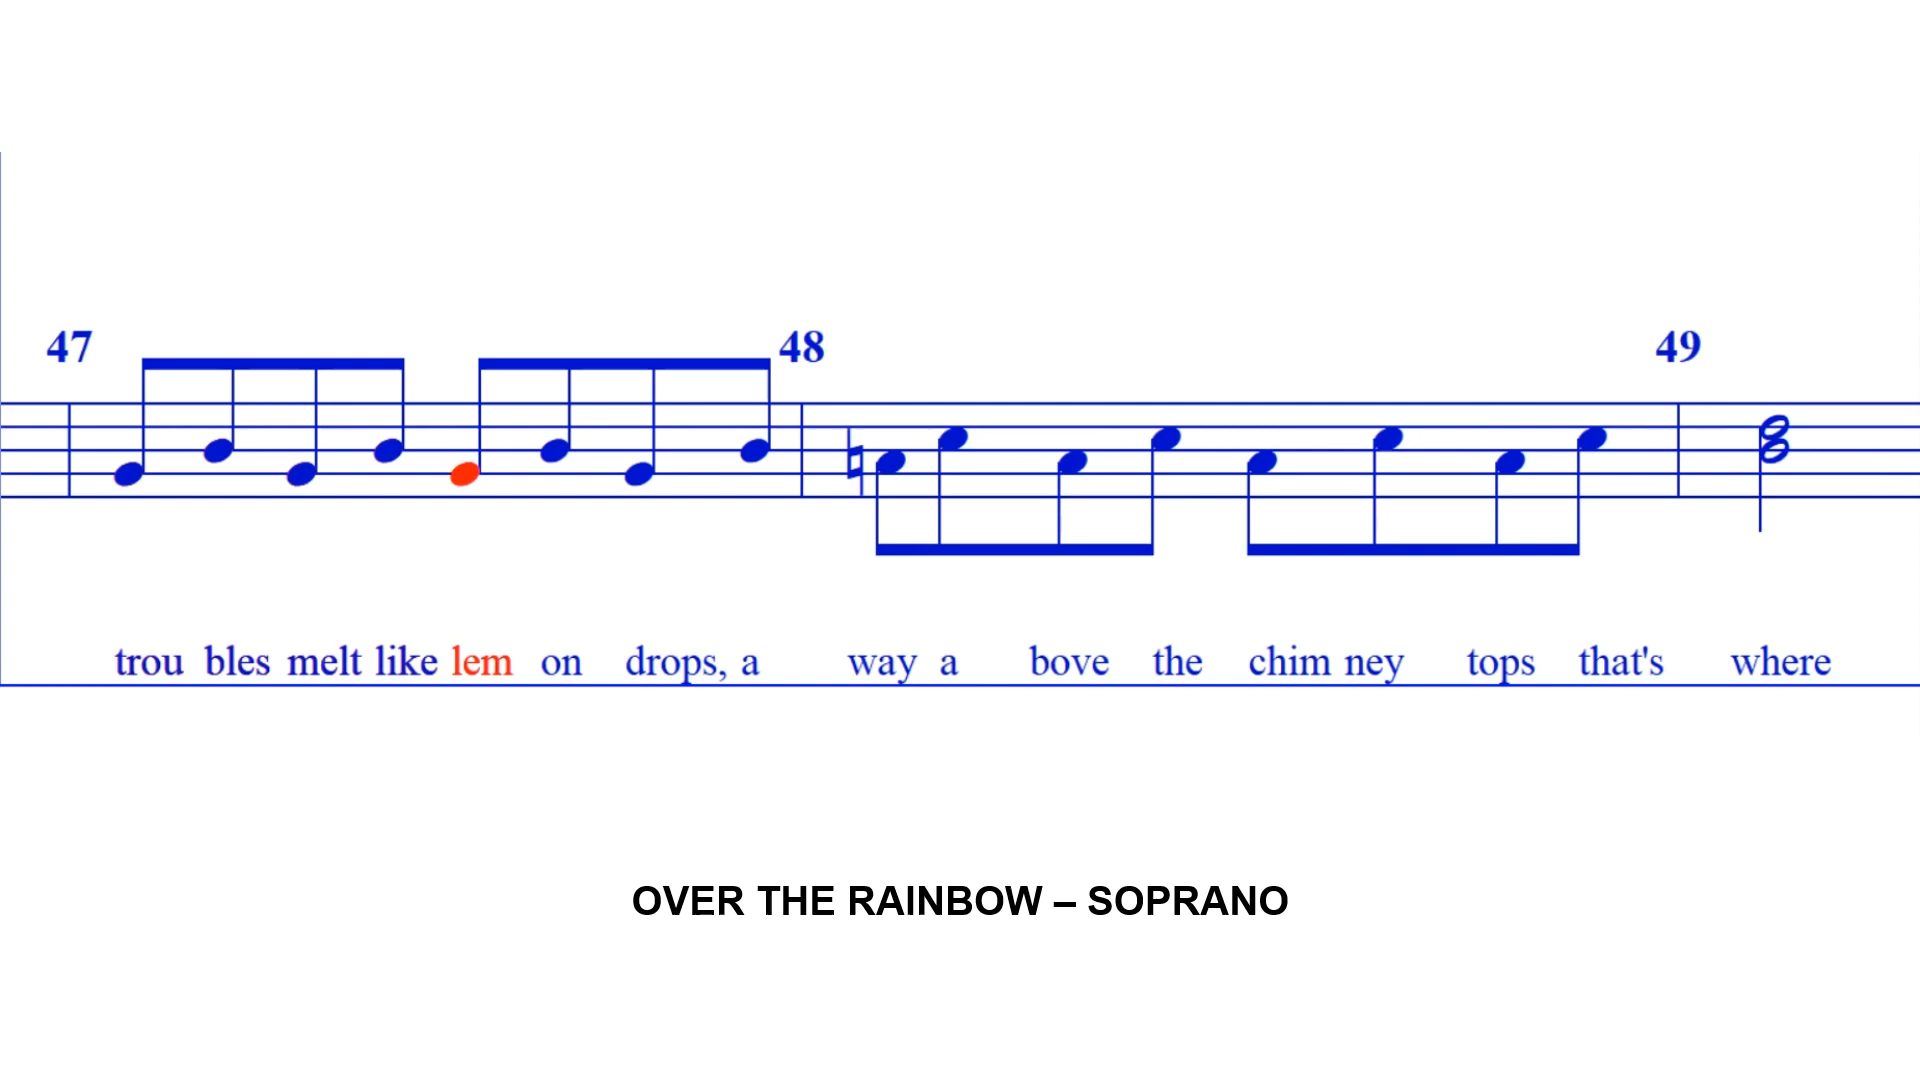 47 48 49
trou bles melt like lem on drops, a way a bove the chim ney tops that's where
OVER THE RAINBOW – SOPRANO